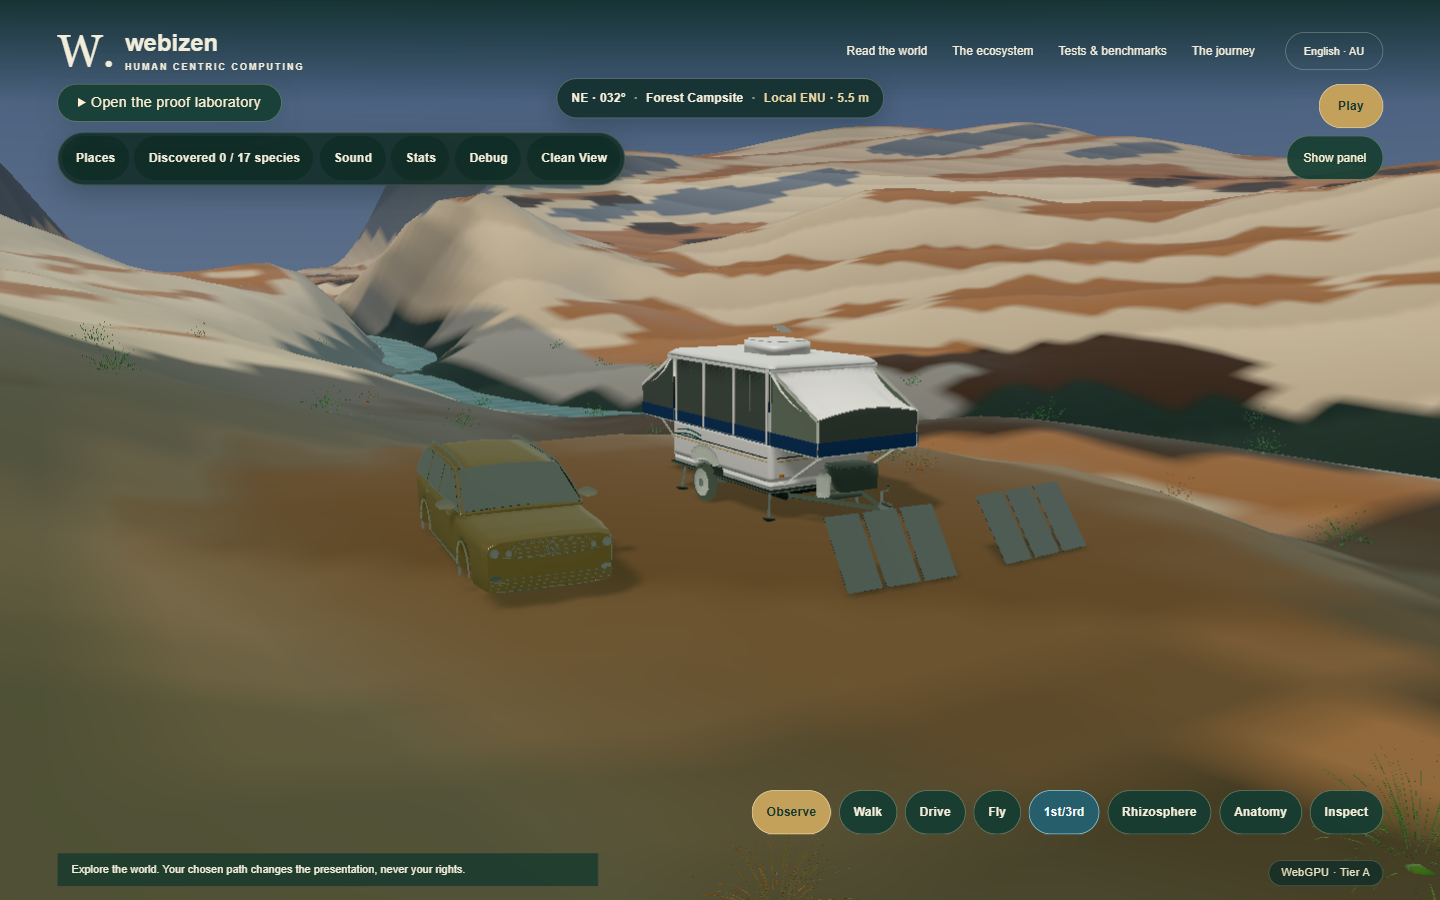 W. webizen
HUMAN CENTRIC COMPUTING
Read the world
The ecosystem
Tests & benchmarks
The journey
English · AU
▶ Open the proof laboratory
NE · 032° · Forest Campsite · Local ENU · 5.5 m
Play
Places
Discovered 0 / 17 species
Sound
Stats
Debug
Clean View
Show panel
Observe
Walk
Drive
Fly
1st/3rd
Rhizosphere
Anatomy
Inspect
Explore the world. Your chosen path changes the presentation, never your rights.
WebGPU · Tier A